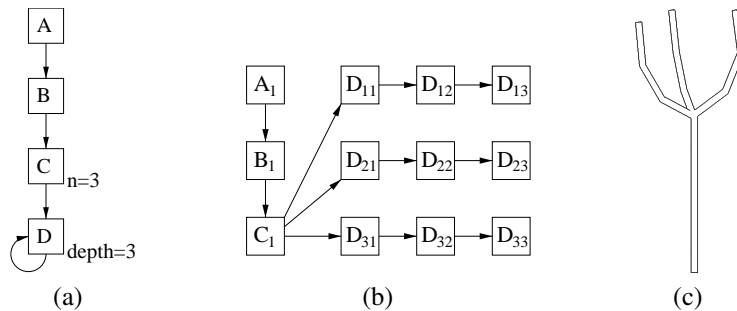 A
B
C
n=3
D
depth=3
(a)
A₁
D₁₁
D₁₂
D₁₃
B₁
D₂₁
D₂₂
D₂₃
C₁
D₃₁
D₃₂
D₃₃
(b)
(c)